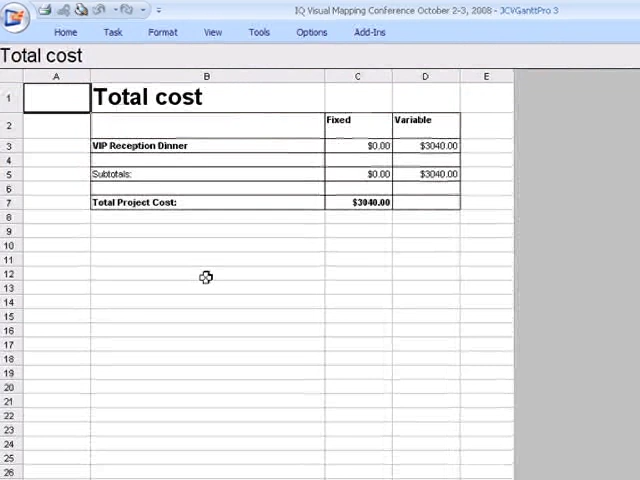 IQ Visual Mapping Conference October 2-3, 2008 - JCVGanttPro 3
Home Task Format View Tools Options Add-Ins
Total cost
A B C D E
1 Total cost
2 Fixed Variable
3 VIP Reception Dinner $0.00 $3040.00
4
5 Subtotals: $0.00 $3040.00
6
7 Total Project Cost: $3040.00
8
9
10
11
12
13
14
15
16
17
18
19
20
21
22
23
24
25
26